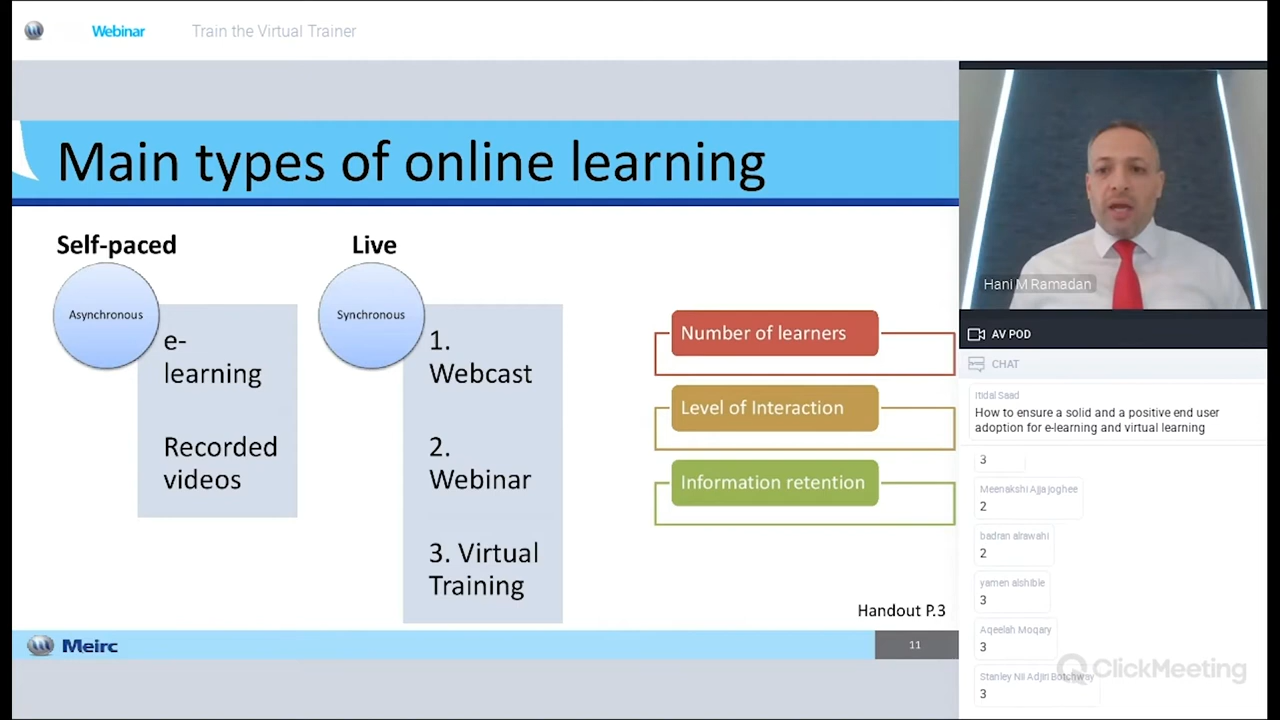 Webinar
Train the Virtual Trainer
Main types of online learning
Self-paced
Asynchronous
e-
learning
Recorded
videos
Live
Synchronous
1.
Webcast
2.
Webinar
3. Virtual
Training
Number of learners
Level of Interaction
Information retention
Handout P.3
Meirc
11
Hani M Ramadan
AV POD
CHAT
Itidal Saad
How to ensure a solid and a positive end user
adoption for e-learning and virtual learning
3
Meenakshi Ajjajoghee
2
badran alrawahi
2
yamen alshible
3
Aqeelah Moqary
3
Stanley Nii Adjiri Botchway
3
ClickMeeting